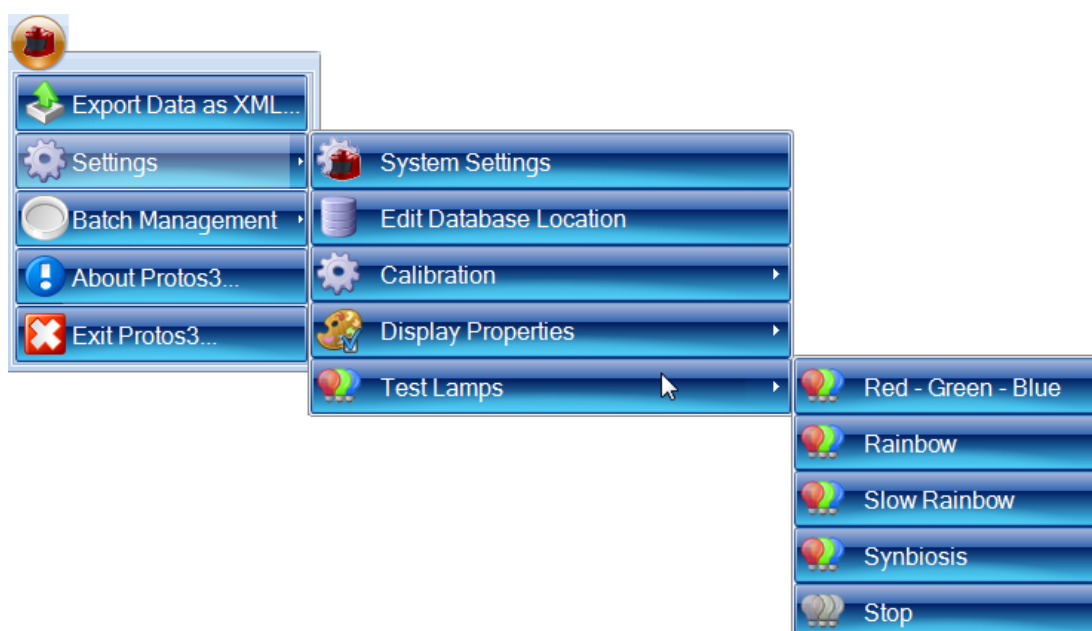 Export Data as XML...
Settings
Batch Management
About Protos3...
Exit Protos3...
System Settings
Edit Database Location
Calibration
Display Properties
Test Lamps
Red - Green - Blue
Rainbow
Slow Rainbow
Synbiosis
Stop